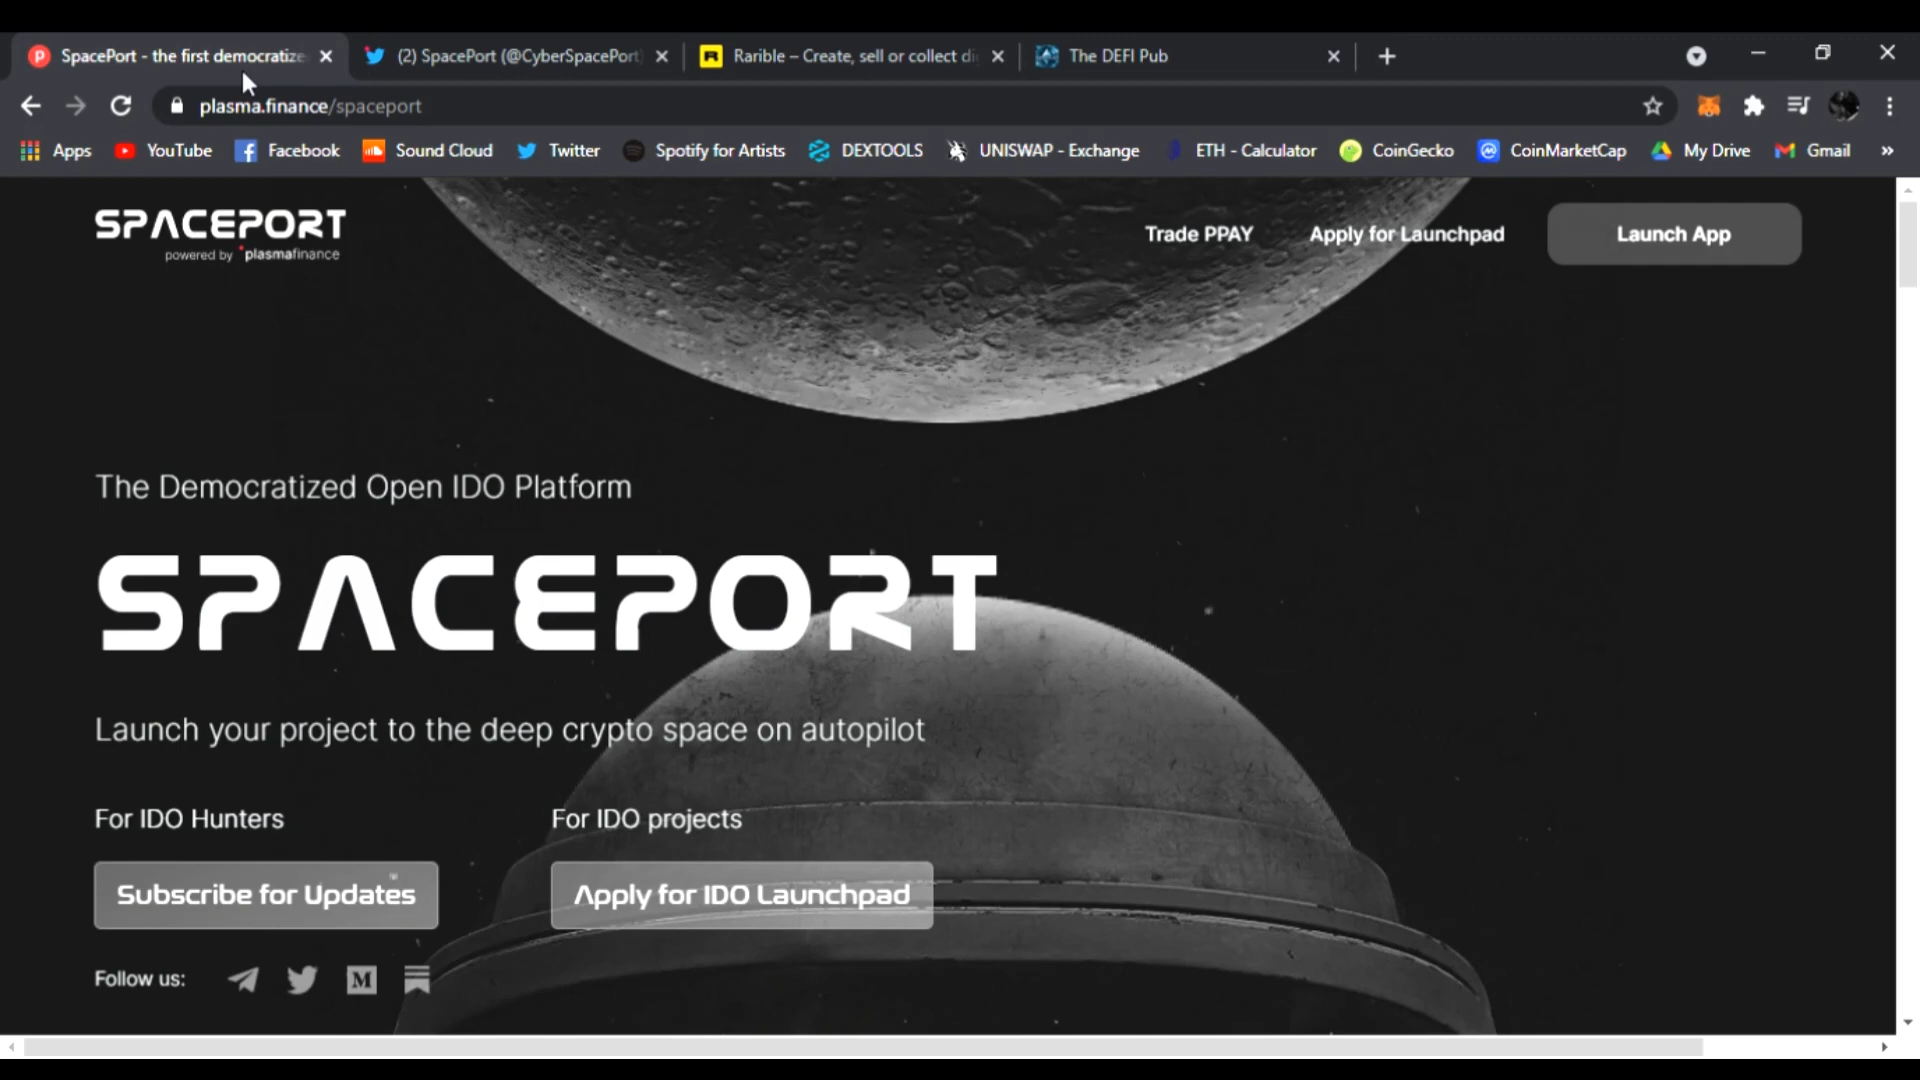 SpacePort - the first democratize
(2) SpacePort (@CyberSpacePort)
Rarible – Create, sell or collect di
The DEFI Pub
plasma.finance/spaceport
Apps
YouTube
Facebook
Sound Cloud
Twitter
Spotify for Artists
DEXTOOLS
UNISWAP - Exchange
ETH - Calculator
CoinGecko
CoinMarketCap
My Drive
Gmail
»
SPACEPORT
powered by plasmafinance
Trade PPAY
Apply for Launchpad
Launch App
The Democratized Open IDO Platform
SPACEPORT
Launch your project to the deep crypto space on autopilot
For IDO Hunters
For IDO projects
Subscribe for Updates
Apply for IDO Launchpad
Follow us: